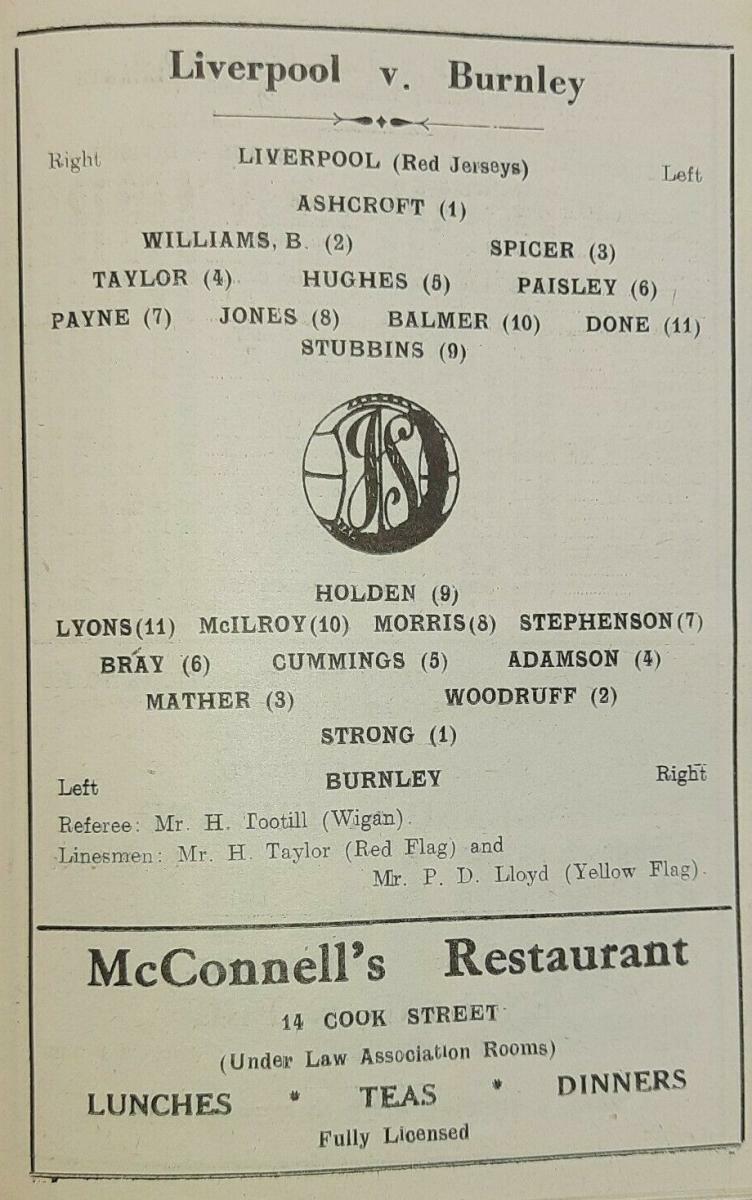 Liverpool v. Burnley
Right LIVERPOOL (Red Jerseys) Left
ASHCROFT (1)
WILLIAMS, B. (2) SPICER (3)
TAYLOR (4) HUGHES (5) PAISLEY (6)
PAYNE (7) JONES (8) BALMER (10) DONE (11)
STUBBINS (9)
HOLDEN (9)
LYONS (11) McILROY (10) MORRIS (8) STEPHENSON (7)
BRAY (6) CUMMINGS (5) ADAMSON (4)
MATHER (3) WOODRUFF (2)
STRONG (1)
Left BURNLEY Right
Referee: Mr. H. Tootill (Wigan).
Linesmen: Mr. H. Taylor (Red Flag) and
Mr. P. D. Lloyd (Yellow Flag).
McConnell's Restaurant
14 COOK STREET
(Under Law Association Rooms)
LUNCHES * TEAS * DINNERS
Fully Licensed